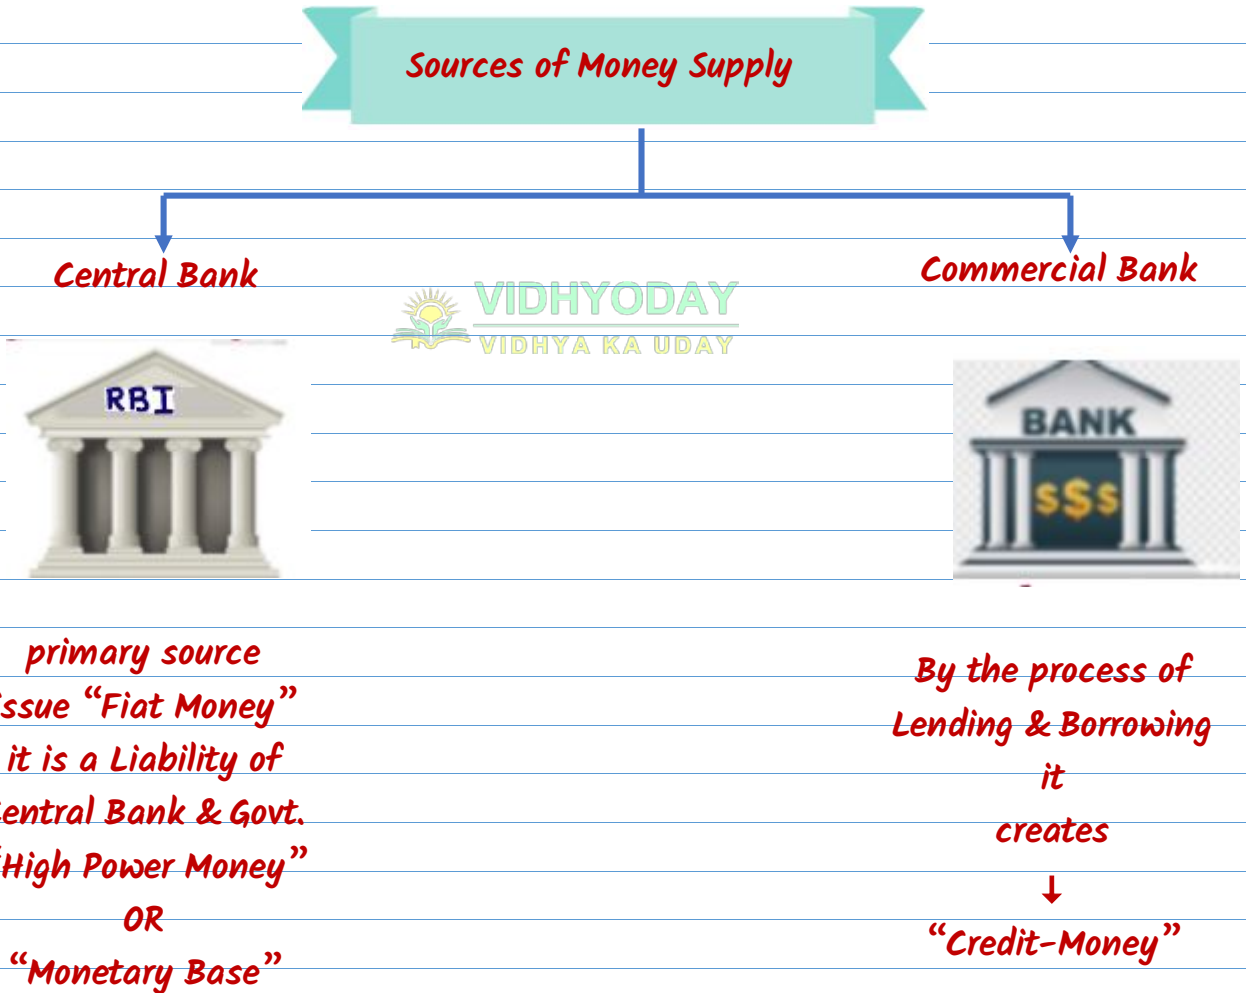 Sources of Money Supply
Central Bank
Commercial Bank
VIDHYODAY
VIDHYA KA UDAY
RBI
BANK
$$$
primary source
ssue “Fiat Money”
it is a Liability of
entral Bank & Govt.
“High Power Money”
OR
“Monetary Base”
By the process of
Lending & Borrowing
it
creates
↓
“Credit-Money”